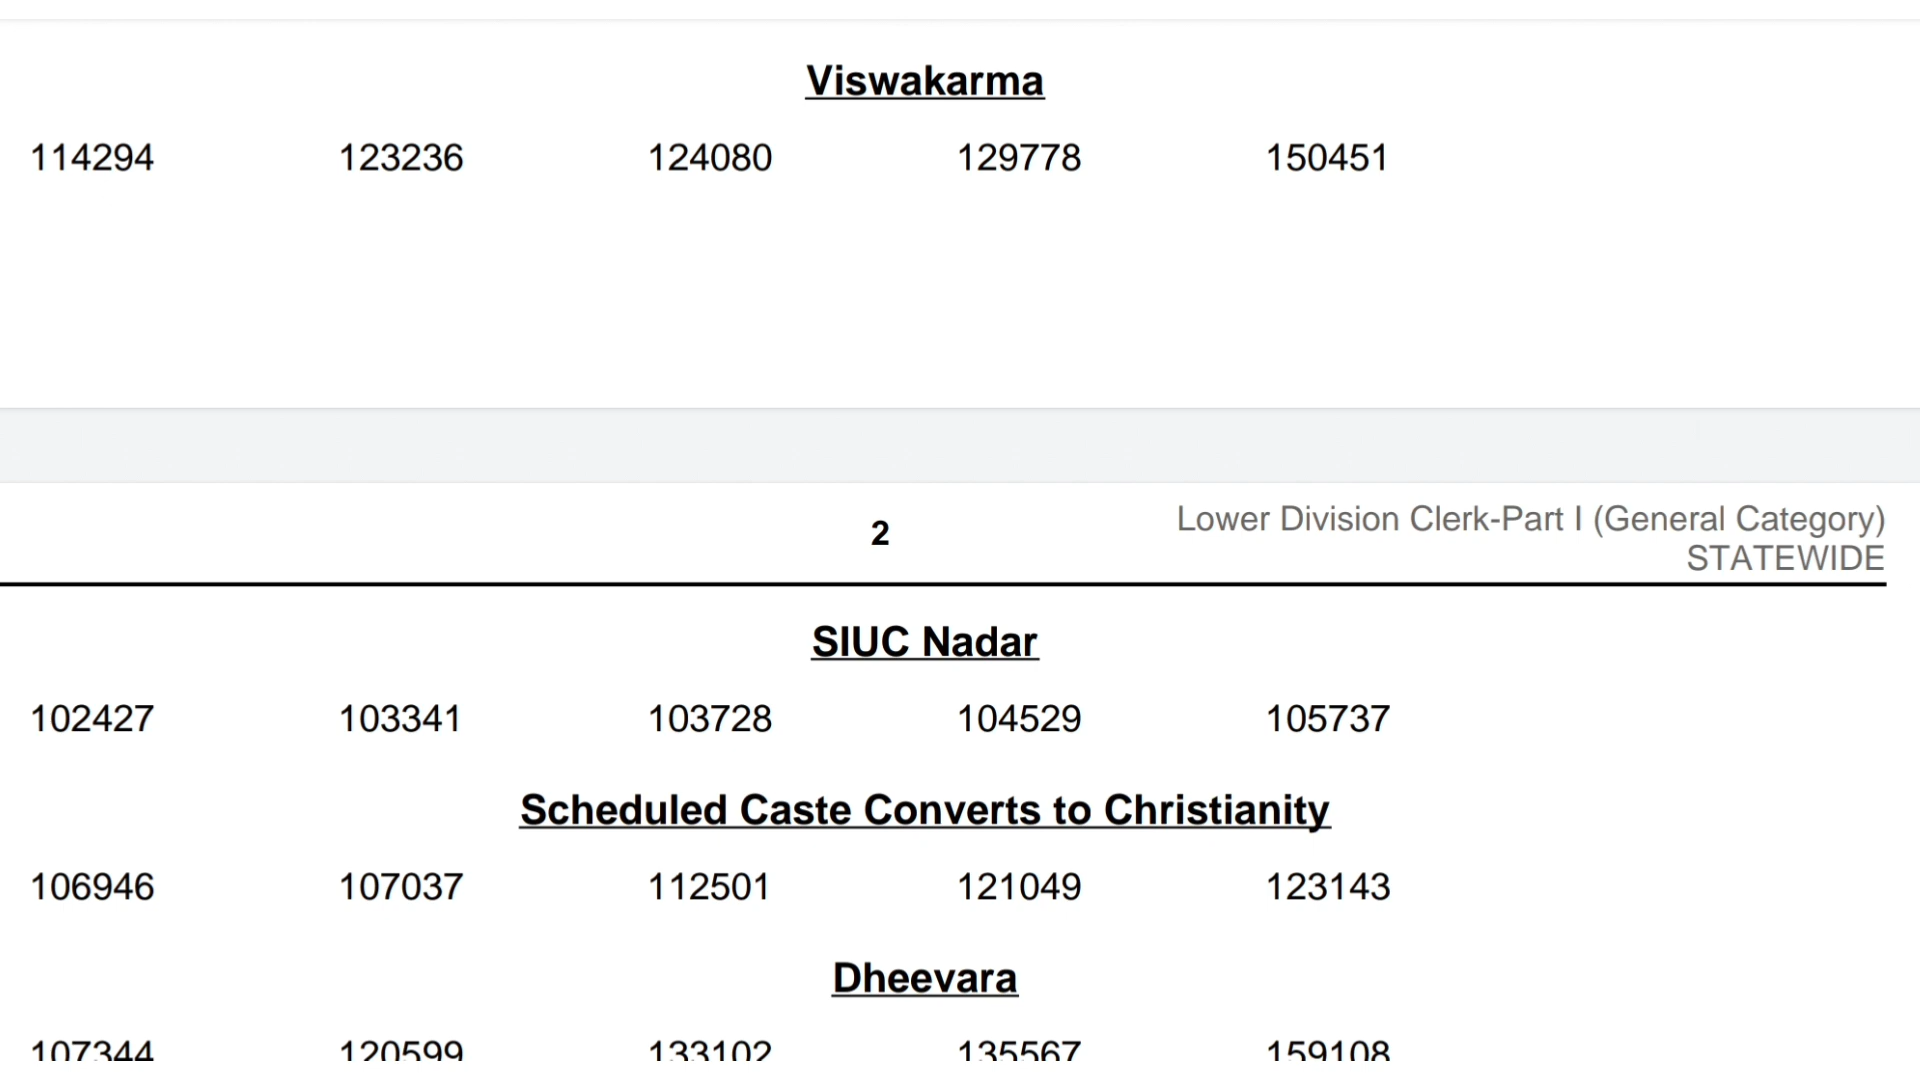 Viswakarma
114294 123236 124080 129778 150451
2
Lower Division Clerk-Part I (General Category)
STATEWIDE
SIUC Nadar
102427 103341 103728 104529 105737
Scheduled Caste Converts to Christianity
106946 107037 112501 121049 123143
Dheevara
107344 120599 133102 135567 159108